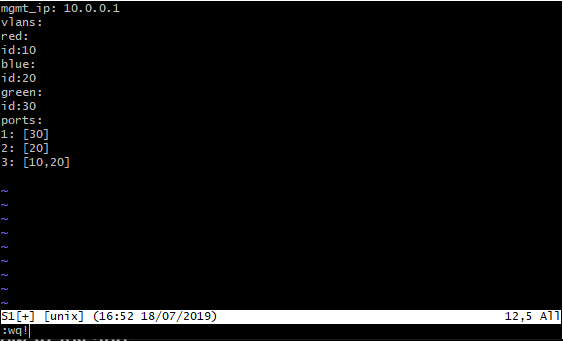 mgmt_ip: 10.0.0.1
vlans:
red:
id:10
blue:
id:20
green:
id:30
ports:
1: [30]
2: [20]
3: [10,20]
~
~
~
~
~
~
~
~
~
S1[+] [unix] (16:52 18/07/2019) 12,5 All
:wq!